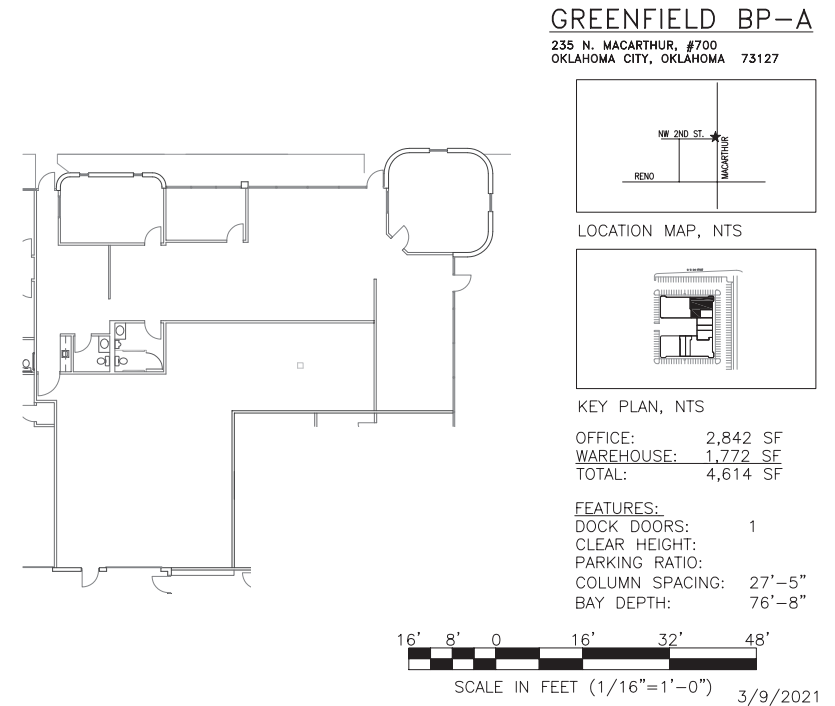 GREENFIELD BP-A
235 N. MACARTHUR, #700
OKLAHOMA CITY, OKLAHOMA 73127
NW 2ND ST.
MACARTHUR
RENO
LOCATION MAP, NTS
KEY PLAN, NTS
OFFICE: 2,842 SF
WAREHOUSE: 1,772 SF
TOTAL: 4,614 SF
FEATURES:
DOCK DOORS: 1
CLEAR HEIGHT:
PARKING RATIO:
COLUMN SPACING: 27'-5"
BAY DEPTH: 76'-8"
16' 8' 0 16' 32' 48'
SCALE IN FEET (1/16"=1'-0")
3/9/2021